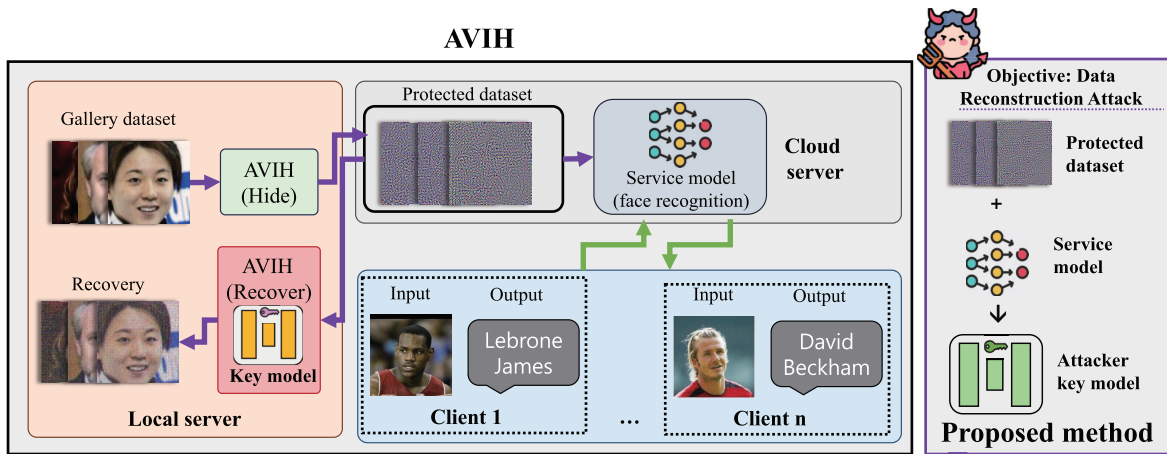 AVIH
Gallery dataset
AVIH
(Hide)
Recovery
AVIH
(Recover)
Key model
Local server
Protected dataset
Service model
(face recognition)
Cloud
server
Input
Output
Lebrone
James
Client 1
...
Input
Output
David
Beckham
Client n
Objective: Data
Reconstruction Attack
Protected
dataset
+
Service
model
Attacker
key model
Proposed method